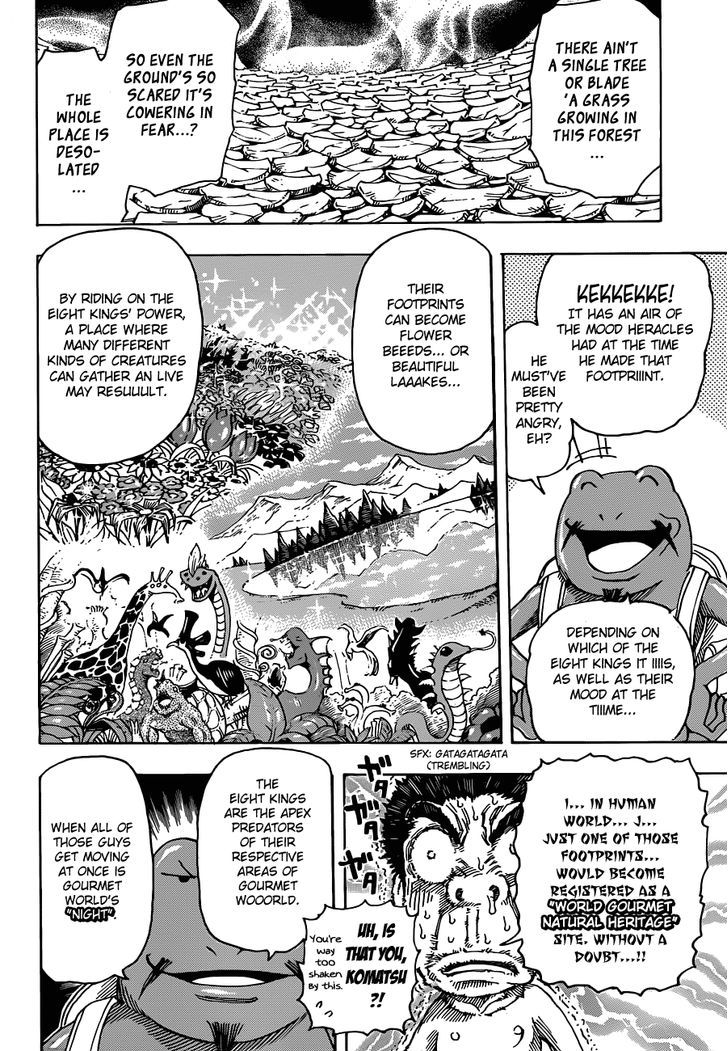 THERE AIN'T
A SINGLE TREE
OR BLADE
'A GRASS
GROWING IN
THIS FOREST
...
SO EVEN THE
GROUND'S SO
SCARED IT'S
COWERING IN
FEAR...?
THE
WHOLE
PLACE IS
DESO-
LATED
...
KEKKEKKE!
IT HAS AN AIR OF
THE MOOD HERACLES
HAD AT THE TIME
HE MADE THAT
FOOTPRIIINT.
HE
MUST'VE
BEEN
PRETTY
ANGRY,
EH?
DEPENDING ON
WHICH OF THE
EIGHT KINGS IT IIIIS,
AS WELL AS THEIR
MOOD AT THE
TIIIME...
THEIR
FOOTPRINTS
CAN BECOME
FLOWER
BEEEDS... OR
BEAUTIFUL
LAAAKES...
BY RIDING ON THE
EIGHT KINGS' POWER,
A PLACE WHERE
MANY DIFFERENT
KINDS OF CREATURES
CAN GATHER AN LIVE
MAY RESUUULT.
SFX: GATAGATAGATA
(TREMBLING)
ガタ
ガタ
ガタ
I... IN HUMAN
WORLD... J...
JUST ONE OF THOSE
FOOTPRINTS...
WOULD BECOME
REGISTERED AS A
"WORLD GOURMET
NATURAL HERITAGE"
SITE. WITHOUT A
DOUBT...!!
UH, IS
THAT YOU,
KOMATSU
?!
You're
way
too
shaken
by this.
THE
EIGHT KINGS
ARE THE APEX
PREDATORS
OF THEIR
RESPECTIVE
AREAS OF
GOURMET
WOOORLD.
WHEN ALL OF
THOSE GUYS
GET MOVING
AT ONCE IS
GOURMET
WORLD'S
"NIGHT".